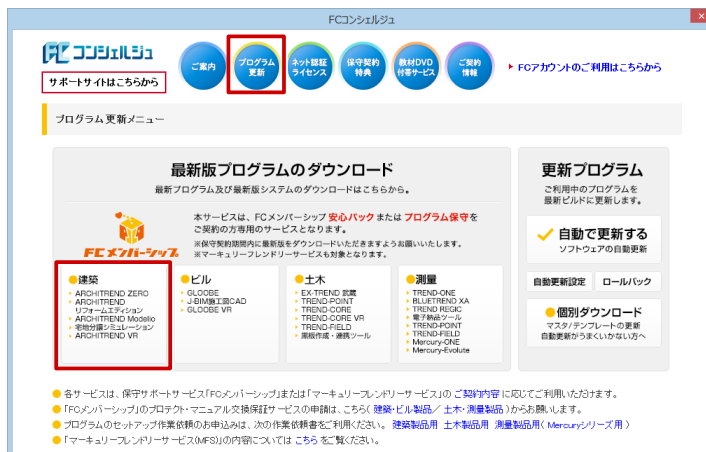 FCコンシェルジュ
×
FC コンシェルジュ
サポートサイトはこちらから
ご案内
プログラム
更新
ネット認証
ライセンス
保守契約
特典
教材DVD
付帯サービス
ご契約
情報
FCアカウントのご利用はこちらから
プログラム更新メニュー
最新版プログラムのダウンロード
最新プログラム及び最新版システムのダウンロードはこちらから。
FCメンバーシップ
本サービスは、FCメンバーシップ 安心パック または プログラム保守を
ご契約の方専用のサービスとなります。
※保守契約期間内に最新版をダウンロードいただきますようお願いいたします。
※マーキュリーフレンドリーサービスも対象となります。
●建築
ARCHITREND ZERO
ARCHITREND
リフォームエディション
ARCHITREND Modelio
宅地分譲シミュレーション
ARCHITREND VR
●ビル
GLOOBE
J-BIM施工図CAD
GLOOBE VR
●土木
EX-TREND 武蔵
TREND-POINT
TREND-CORE
TREND-CORE VR
TREND-FIELD
黒板作成・連携ツール
●測量
TREND-ONE
BLUETREND XA
TREND REGIC
電子納品ツール
TREND-POINT
TREND-FIELD
Mercury-ONE
Mercury-Evolute
更新プログラム
ご利用中のプログラムを
最新ビルドに更新します。
自動で更新する
ソフトウェアの自動更新
自動更新設定
ロールバック
●個別ダウンロード
マスタ/テンプレートの更新
自動更新がうまくいかない方へ
● 各サービスは、保守サポートサービス「FCメンバーシップ」または「マーキュリーフレンドリーサービス」の ご契約内容 に応じてご利用いただけます。
● 「FCメンバーシップ」のプロテクト・マニュアル交換保証サービスの申請は、こちら( 建築・ビル製品 / 土木・測量製品 )からお願いします。
● プログラムのセットアップ作業依頼のお申込みは、次の作業依頼書をご利用ください。 建築製品用 土木製品用 測量製品用( Mercuryシリーズ用 )
● 「マーキュリーフレンドリーサービス(MFS)」の内容については こちら をご覧ください。